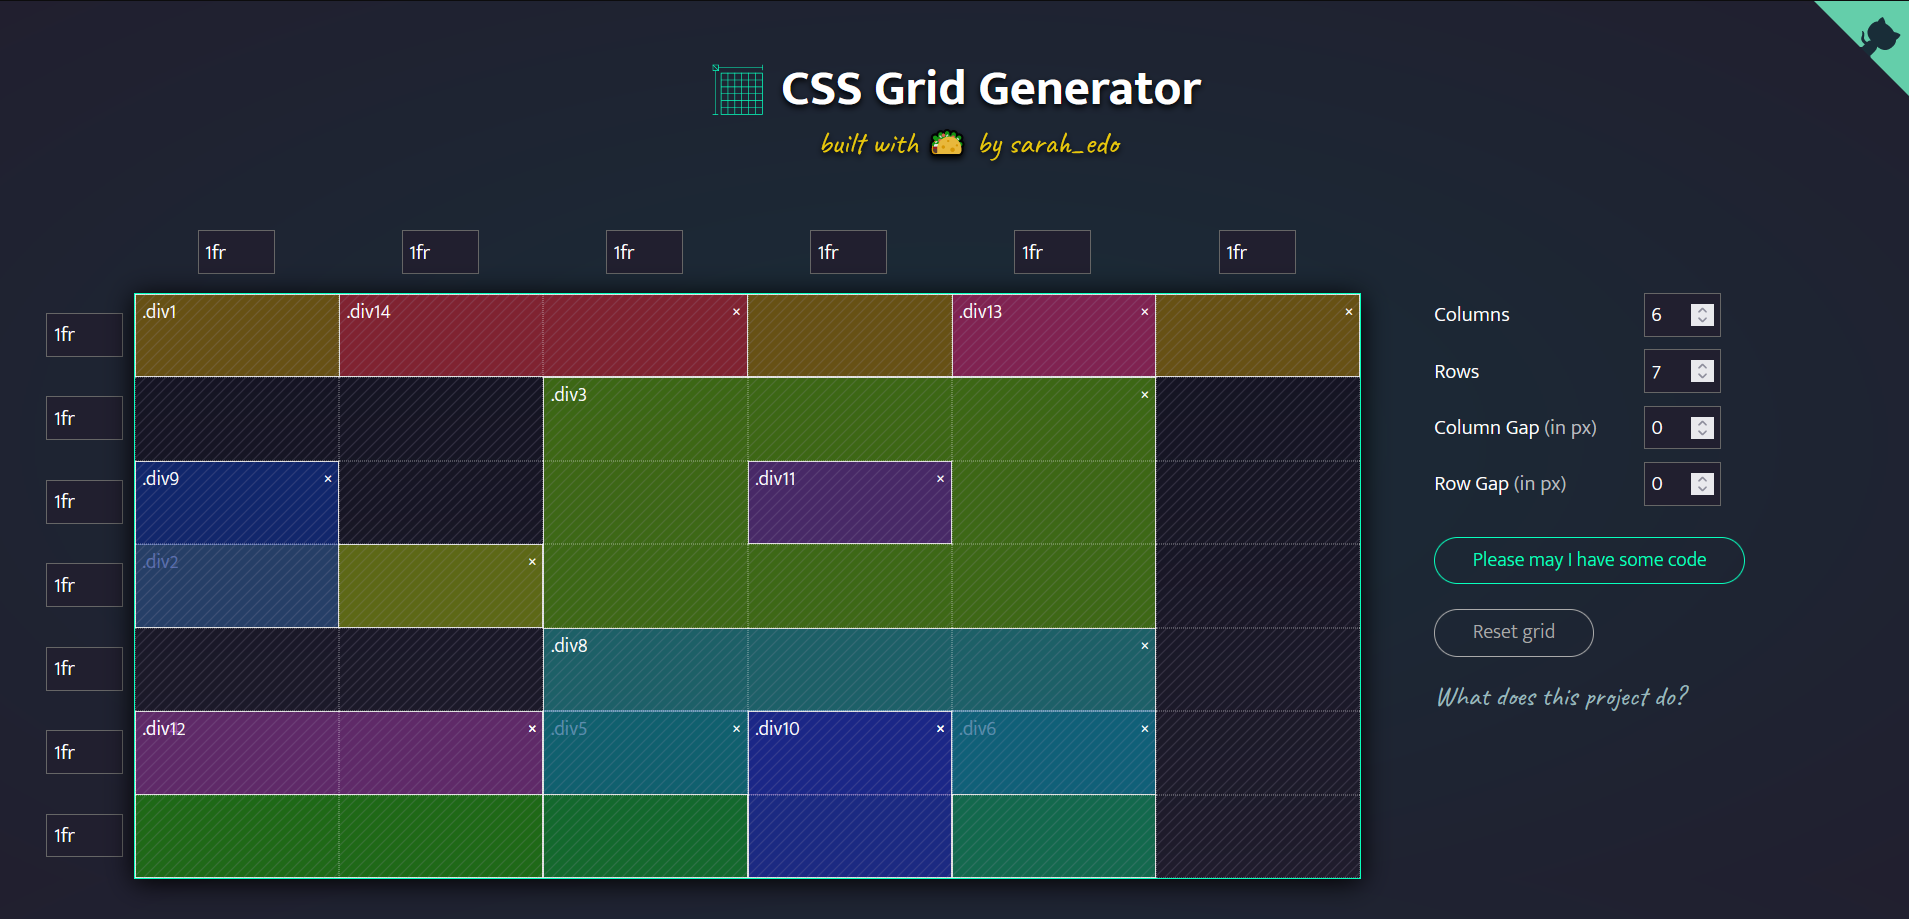 CSS Grid Generator
built with 🌮 by sarah_edo
1fr 1fr 1fr 1fr 1fr 1fr
1fr
.div1 .div14 × .div13 × ×
Columns 6
1fr
.div3 ×
Rows 7
Column Gap (in px) 0
1fr
.div9 × .div11 ×
Row Gap (in px) 0
1fr
.div2 ×
Please may I have some code
1fr
.div8 ×
Reset grid
What does this project do?
1fr
.div12 × .div5 × .div10 × .div6 ×
1fr